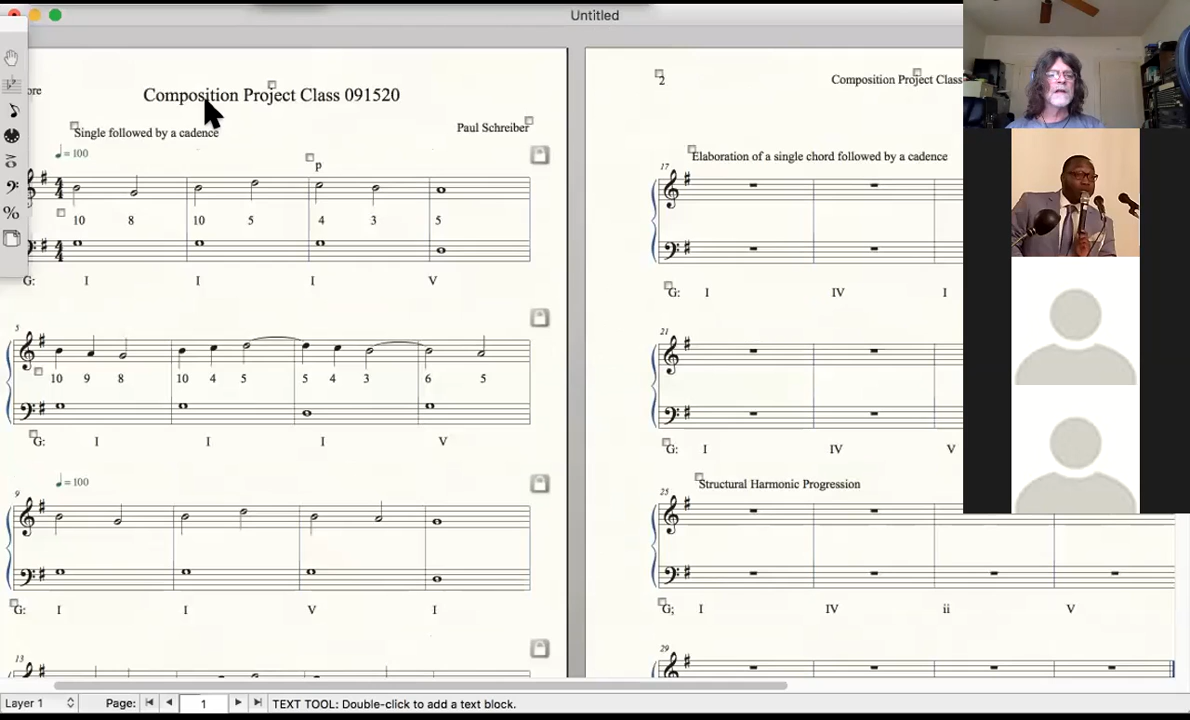 Untitled
ore
Composition Project Class 091520
Single followed by a cadence
Paul Schreiber
= 100
p
10 8 10 5 4 3 5
G: I I I V
5
10 9 8 10 4 5 5 4 3 6 5
G: I I I V
9
= 100
G: I I V I
13
2
Composition Project Class
Elaboration of a single chord followed by a cadence
17
G: I IV I
21
G: I IV V
Structural Harmonic Progression
25
G; I IV ii V
29
Layer 1 Page: 1 TEXT TOOL: Double-click to add a text block.